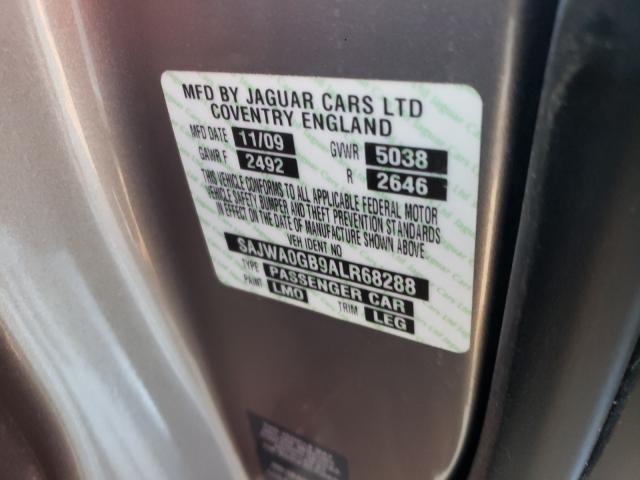 MFD BY JAGUAR CARS LTD
COVENTRY ENGLAND
MFD DATE 11/09 GVWR 5038
GAWR F 2492 R 2646
THIS VEHICLE CONFORMS TO ALL APPLICABLE FEDERAL MOTOR
VEHICLE SAFETY, BUMPER AND THEFT PREVENTION STANDARDS
IN EFFECT ON THE DATE OF MANUFACTURE SHOWN ABOVE
VEH IDENT NO
SAJWA0GB9ALR68288
TYPE PASSENGER CAR
PAINT LMO TRIM LEG